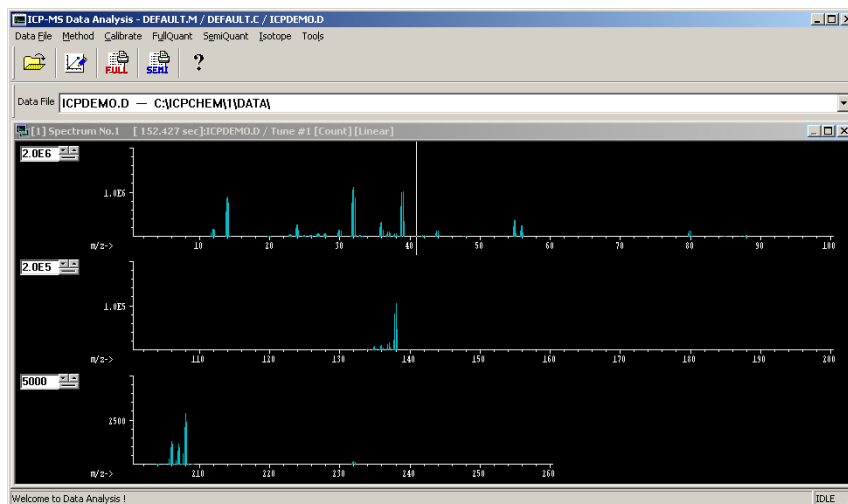 ICP-MS Data Analysis - DEFAULT.M / DEFAULT.C / ICPDEMO.D
Data File Method Calibrate FullQuant SemiQuant Isotope Tools
FULL SEMI ?
Data File ICPDEMO.D — C:\ICPCHEM\1\DATA\
[1] Spectrum No.1 [ 152.427 sec]:ICPDEMO.D / Tune #1 [Count] [Linear]
2.0E6
1.0E6
m/z-> 10 20 30 40 50 60 70 80 90 100
2.0E5
1.0E5
m/z-> 110 120 130 140 150 160 170 180 190 200
5000
2500
m/z-> 210 220 230 240 250 260
Welcome to Data Analysis ! IDLE